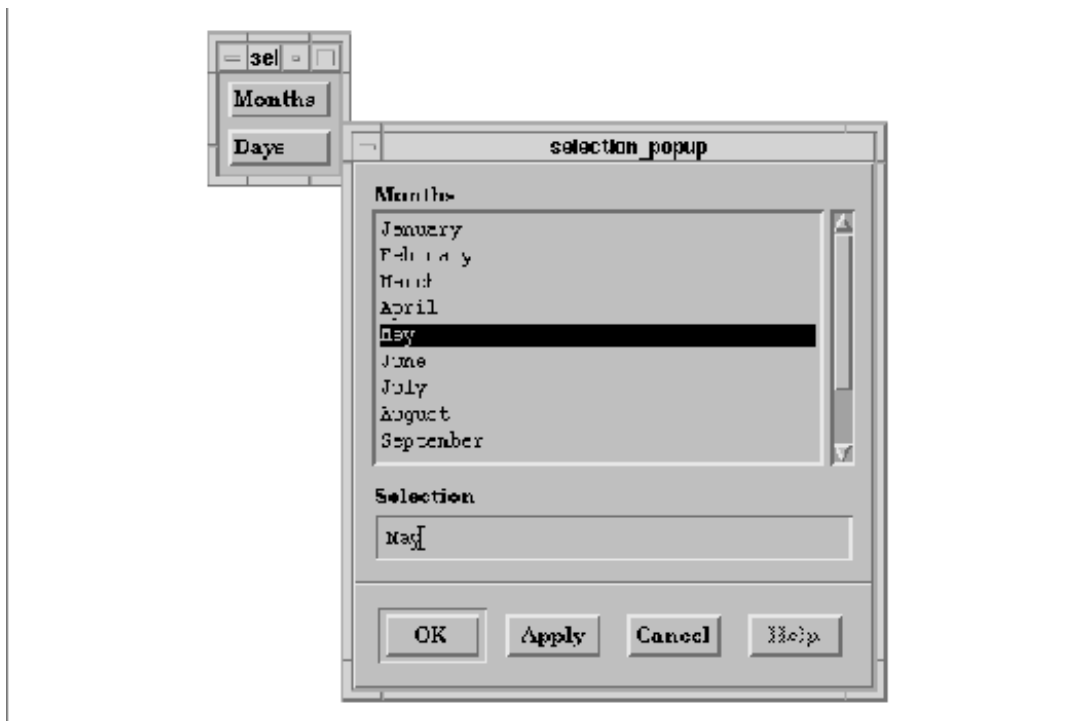 sel
Months
Days
selection_popup
Months
January
February
March
April
May
June
July
August
September
Selection
May
OK
Apply
Cancel
Help